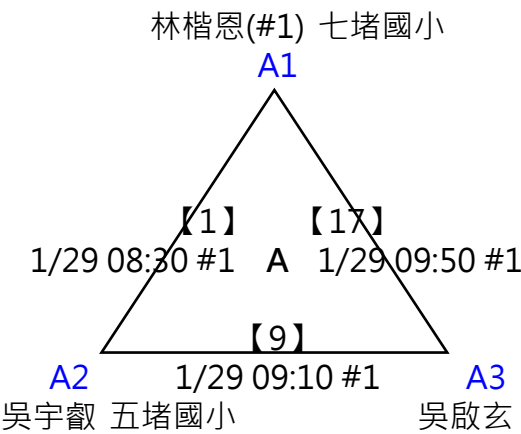 林楷恩(#1) 七堵國小
A1
【1】 【17】
1/29 08:30 #1 A 1/29 09:50 #1
【9】
A2 1/29 09:10 #1 A3
吳宇叡 五堵國小 吳啟玄